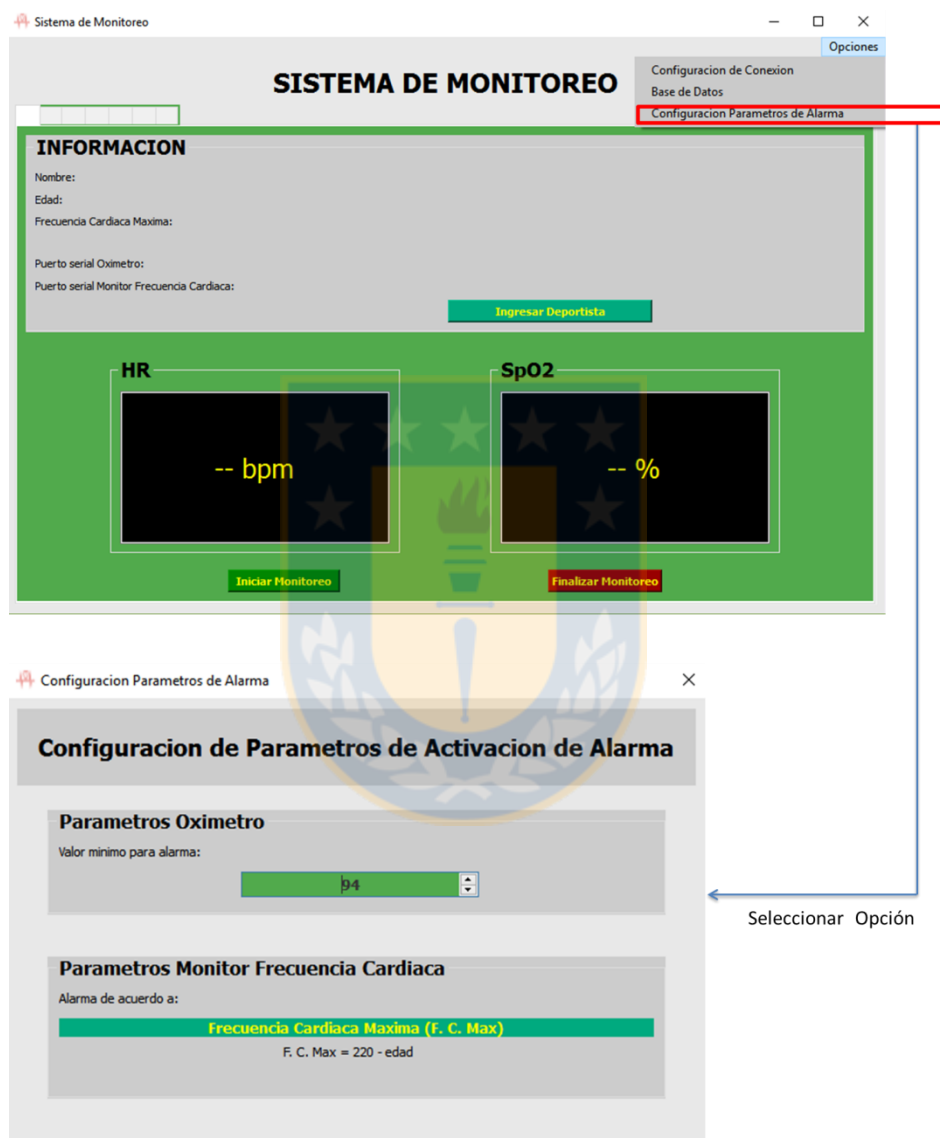 Sistema de Monitoreo
Opciones
SISTEMA DE MONITOREO
Configuracion de Conexion
Base de Datos
Configuracion Parametros de Alarma
INFORMACION
Nombre:
Edad:
Frecuencia Cardiaca Maxima:
Puerto serial Oximetro:
Puerto serial Monitor Frecuencia Cardiaca:
Ingresar Deportista
HR
SpO2
-- bpm
-- %
Iniciar Monitoreo
Finalizar Monitoreo
Configuracion Parametros de Alarma
Configuracion de Parametros de Activacion de Alarma
Parametros Oximetro
Valor minimo para alarma:
94
Seleccionar Opción
Parametros Monitor Frecuencia Cardiaca
Alarma de acuerdo a:
Frecuencia Cardiaca Maxima (F. C. Max)
F. C. Max = 220 - edad